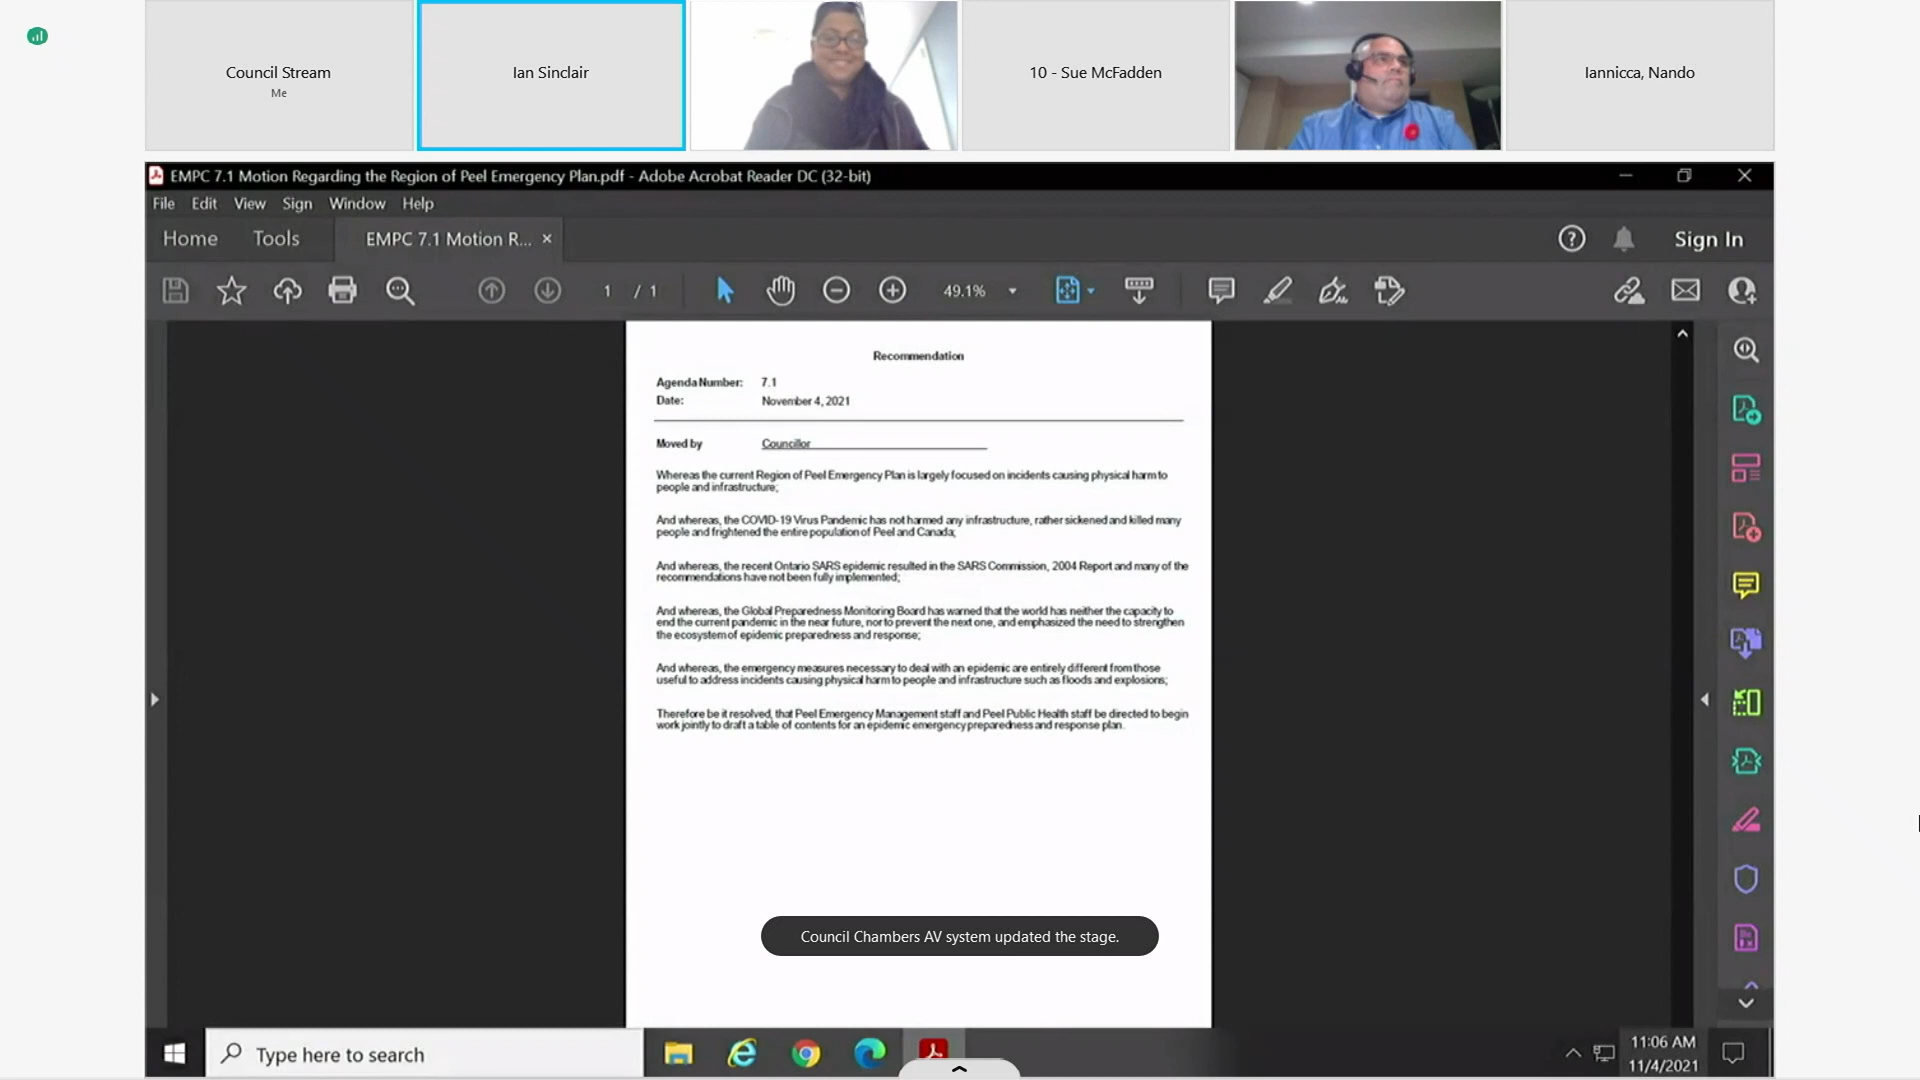 Council Stream
Me
Ian Sinclair
10 - Sue McFadden
Iannicca, Nando
EMPC 7.1 Motion Regarding the Region of Peel Emergency Plan.pdf - Adobe Acrobat Reader DC (32-bit)
File Edit View Sign Window Help
Home Tools EMPC 7.1 Motion R... × Sign In
1 / 1 49.1%
Recommendation
Agenda Number: 7.1
Date: November 4, 2021
Moved by Councillor
Whereas the current Region of Peel Emergency Plan is largely focused on incidents causing physical harm to
people and infrastructure;
And whereas, the COVID-19 Virus Pandemic has not harmed any infrastructure, rather sickened and killed many
people and frightened the entire population of Peel and Canada;
And whereas, the recent Ontario SARS epidemic resulted in the SARS Commission, 2004 Report and many of the
recommendations have not been fully implemented;
And whereas, the Global Preparedness Monitoring Board has warned that the world has neither the capacity to
end the current pandemic in the near future, nor to prevent the next one, and emphasized the need to strengthen
the ecosystem of epidemic preparedness and response;
And whereas, the emergency measures necessary to deal with an epidemic are entirely different from those
useful to address incidents causing physical harm to people and infrastructure such as floods and explosions;
Therefore be it resolved, that Peel Emergency Management staff and Peel Public Health staff be directed to begin
work jointly to draft a table of contents for an epidemic emergency preparedness and response plan.
Council Chambers AV system updated the stage.
Type here to search
11:06 AM
11/4/2021